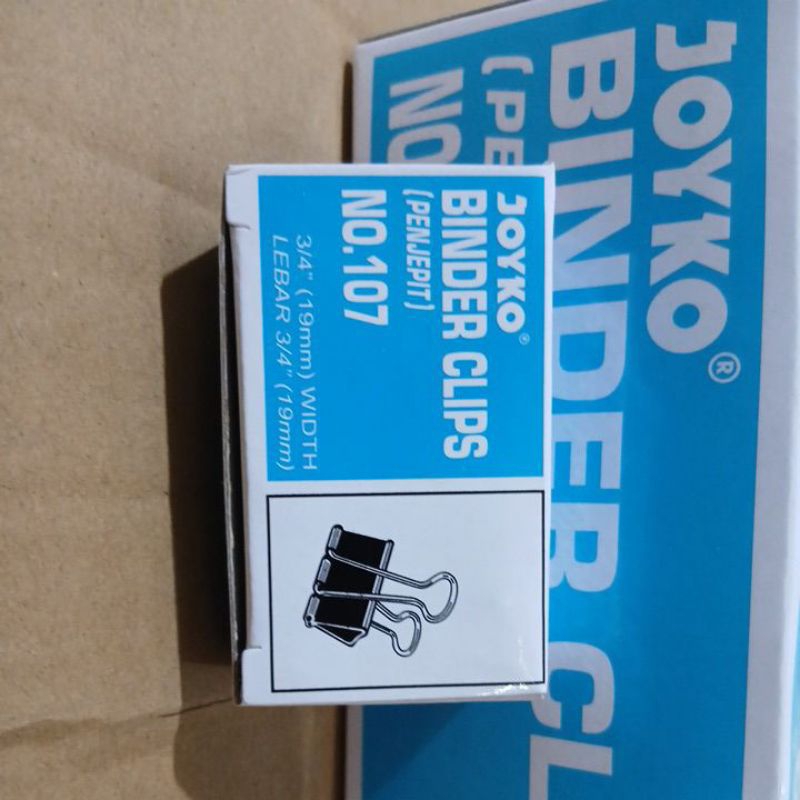 JOYKO®
BINDER CLIPS
(PENJEPIT)
NO.107
3/4" (19mm) WIDTH
LEBAR 3/4" (19mm)
JOYKO®
BINDER CL
(PE
NO